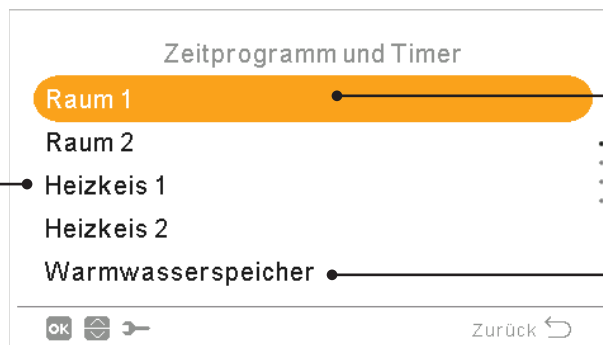 Zeitprogramm und Timer
Raum 1
Raum 2
Heizkeis 1
Heizkeis 2
Warmwasserspeicher
OK
Zurück